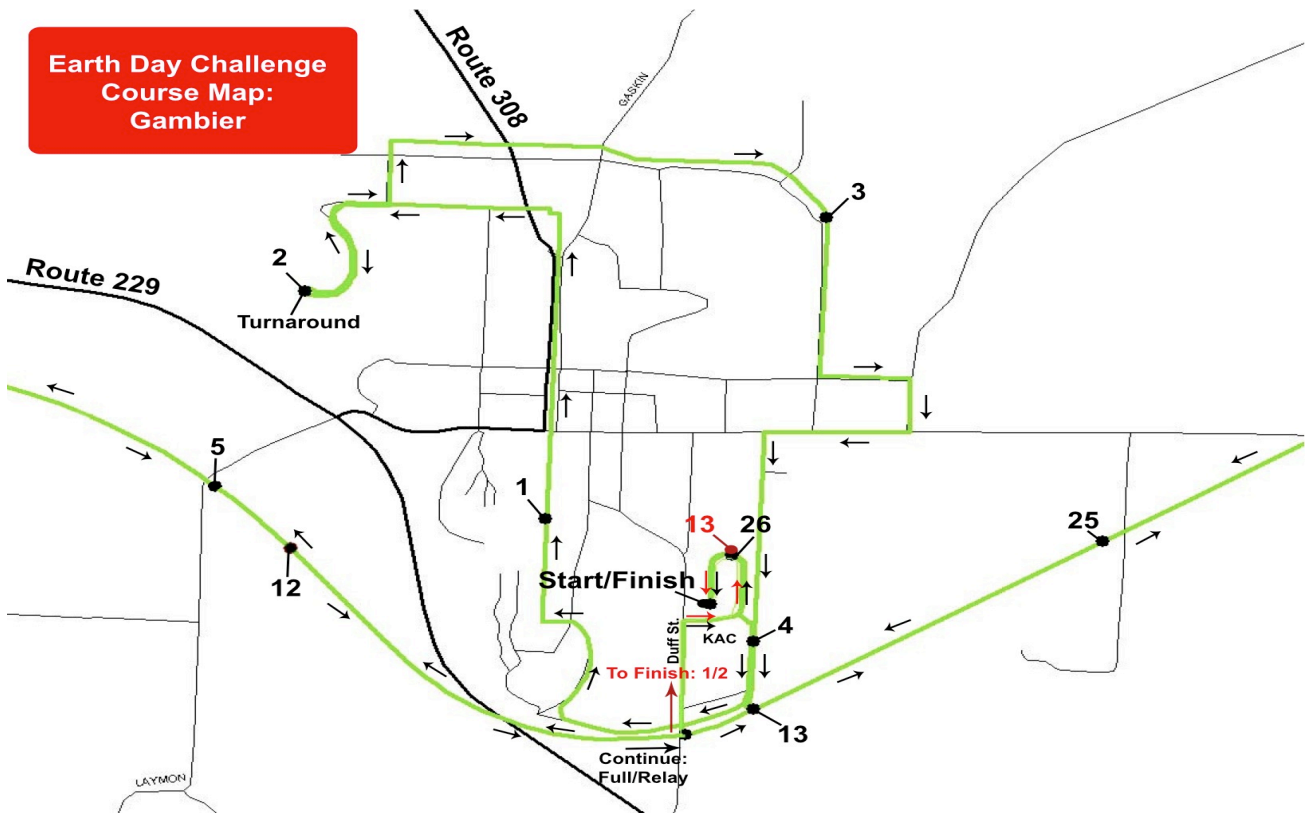 Earth Day Challenge
Course Map:
Gambier
Route 308
GASKIN
3
2
Turnaround
Route 229
5
1
12
13
26
25
Start/Finish
4
KAC
Duff St.
To Finish: 1/2
13
Continue:
Full/Relay
LAYMON